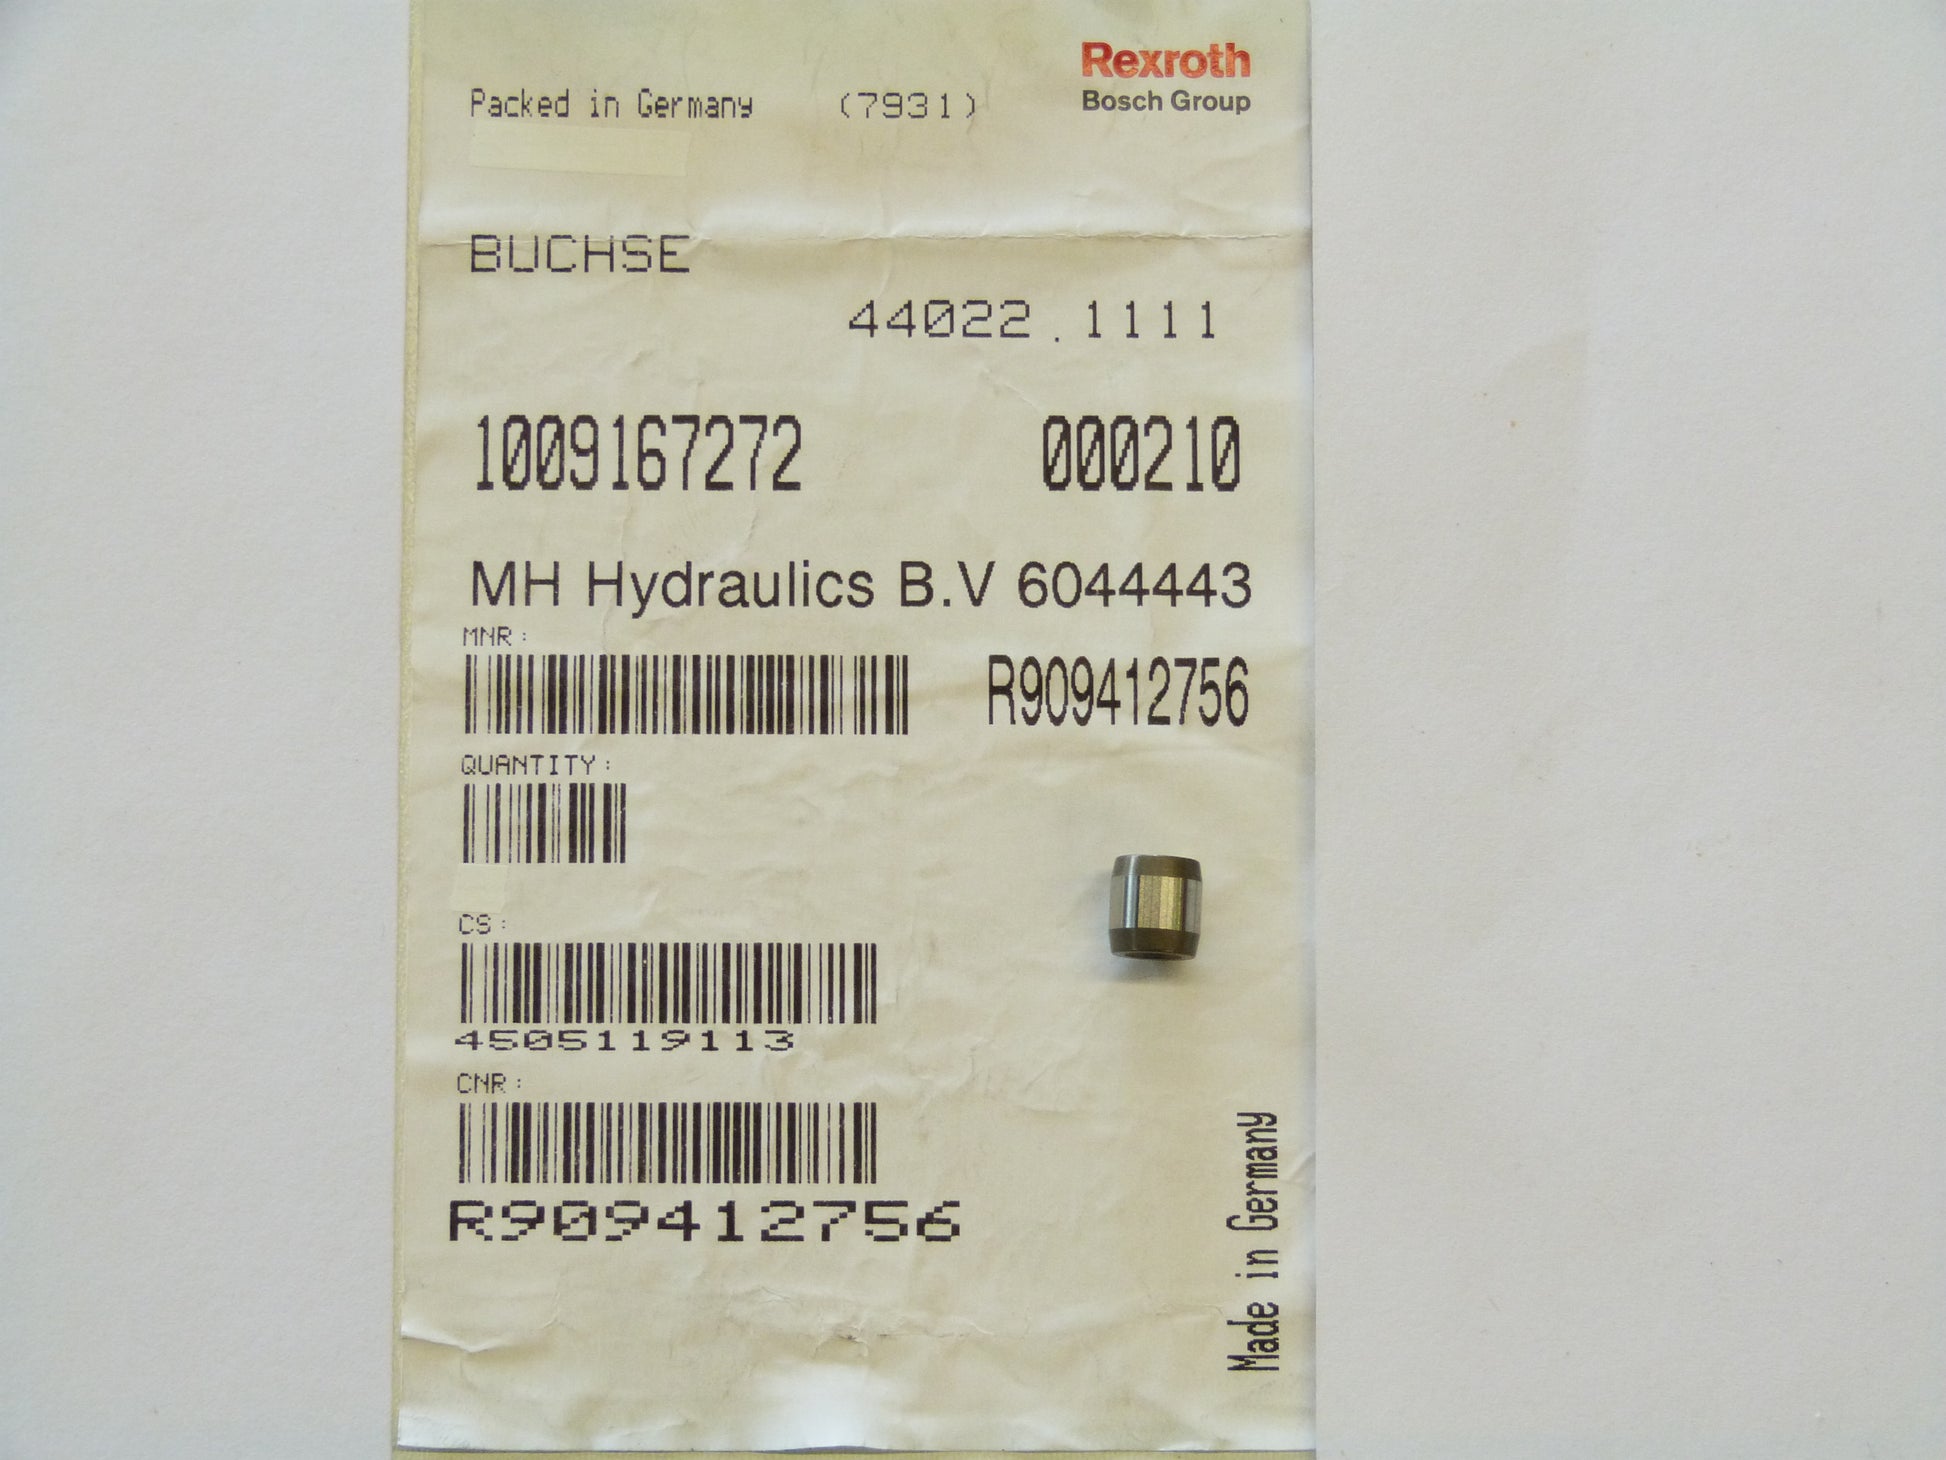 Rexroth
Bosch Group
Packed in Germany (7931)
BUCHSE
44022.1111
1009167272 000210
MH Hydraulics B.V 6044443
MNR:
R909412756
QUANTITY:
CS:
4505119113
CNR:
R909412756
Made in Germany